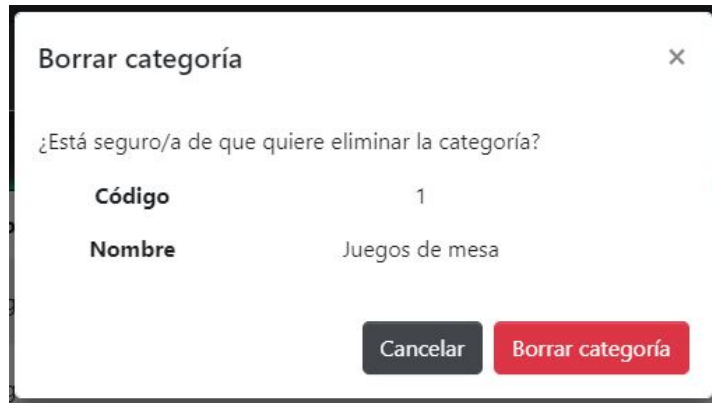 Borrar categoría ×
¿Está seguro/a de que quiere eliminar la categoría?
Código 1
Nombre Juegos de mesa
Cancelar Borrar categoría